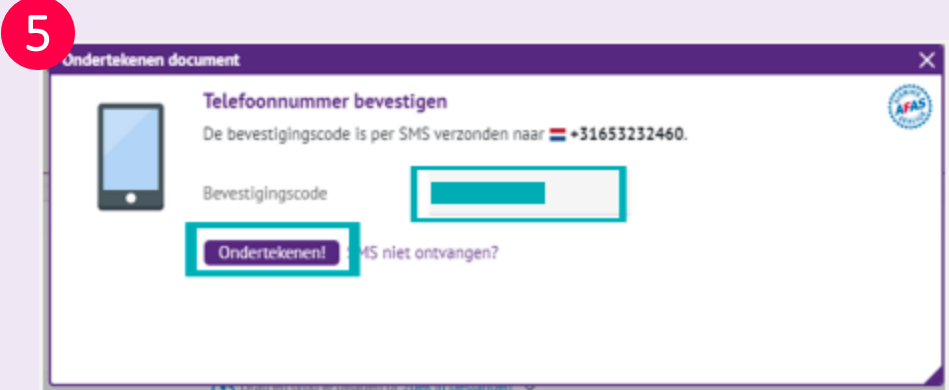 5
Ondertekenen document
Telefoonnummer bevestigen
De bevestigingscode is per SMS verzonden naar +31653232460.
AFAS
Bevestigingscode
Ondertekenen! SMS niet ontvangen?